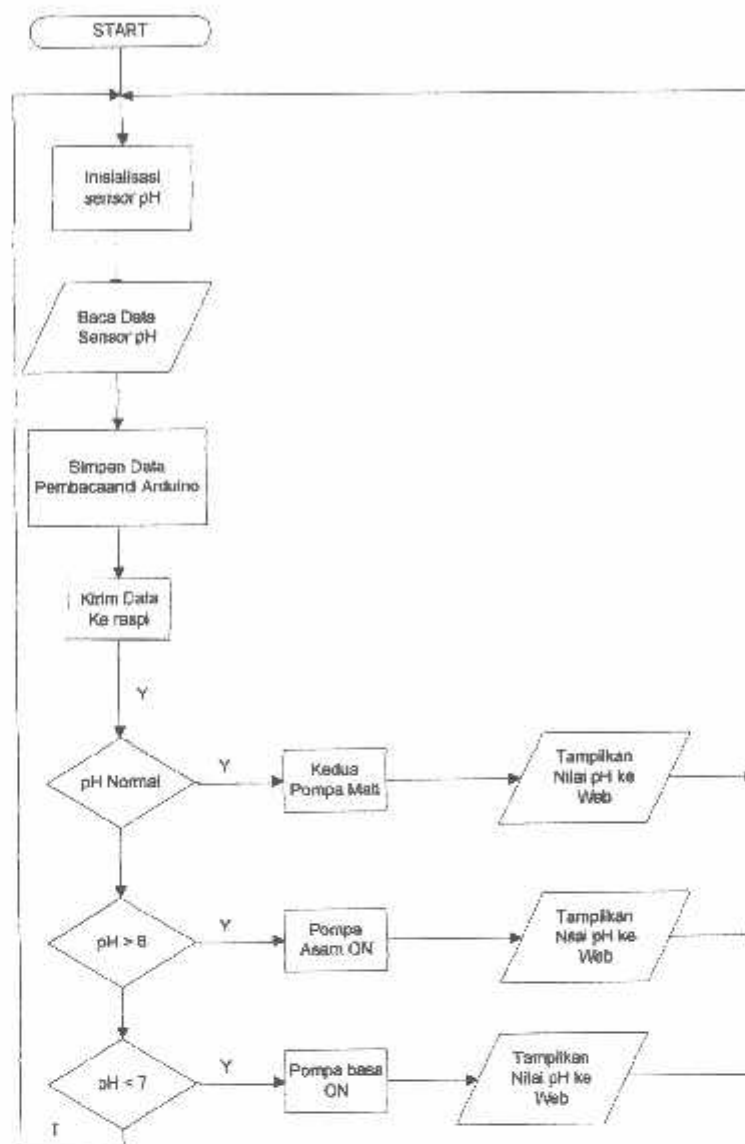 START
Inisialisasi
sensor pH
Baca Data
Sensor pH
Simpan Data
Pembacaandi Arduino
Kirim Data
Ke raspi
Y
pH Normal
Y
Kedua
Pompa Mati
Tampilkan
Nilai pH ke
Web
pH > 8
Y
Pompa
Asam ON
Tampilkan
Nilai pH ke
Web
pH < 7
Y
Pompa basa
ON
Tampilkan
Nilai pH ke
Web
T